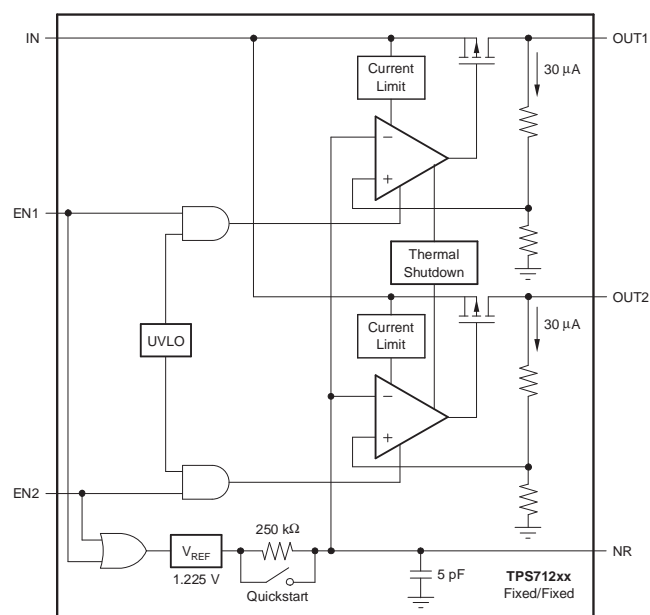 IN
OUT1
Current
Limit
30 μA
−
+
EN1
Thermal
Shutdown
OUT2
UVLO
Current
Limit
30 μA
−
+
EN2
250 kΩ
VREF
NR
1.225 V
Quickstart
5 pF
TPS712xx
Fixed/Fixed